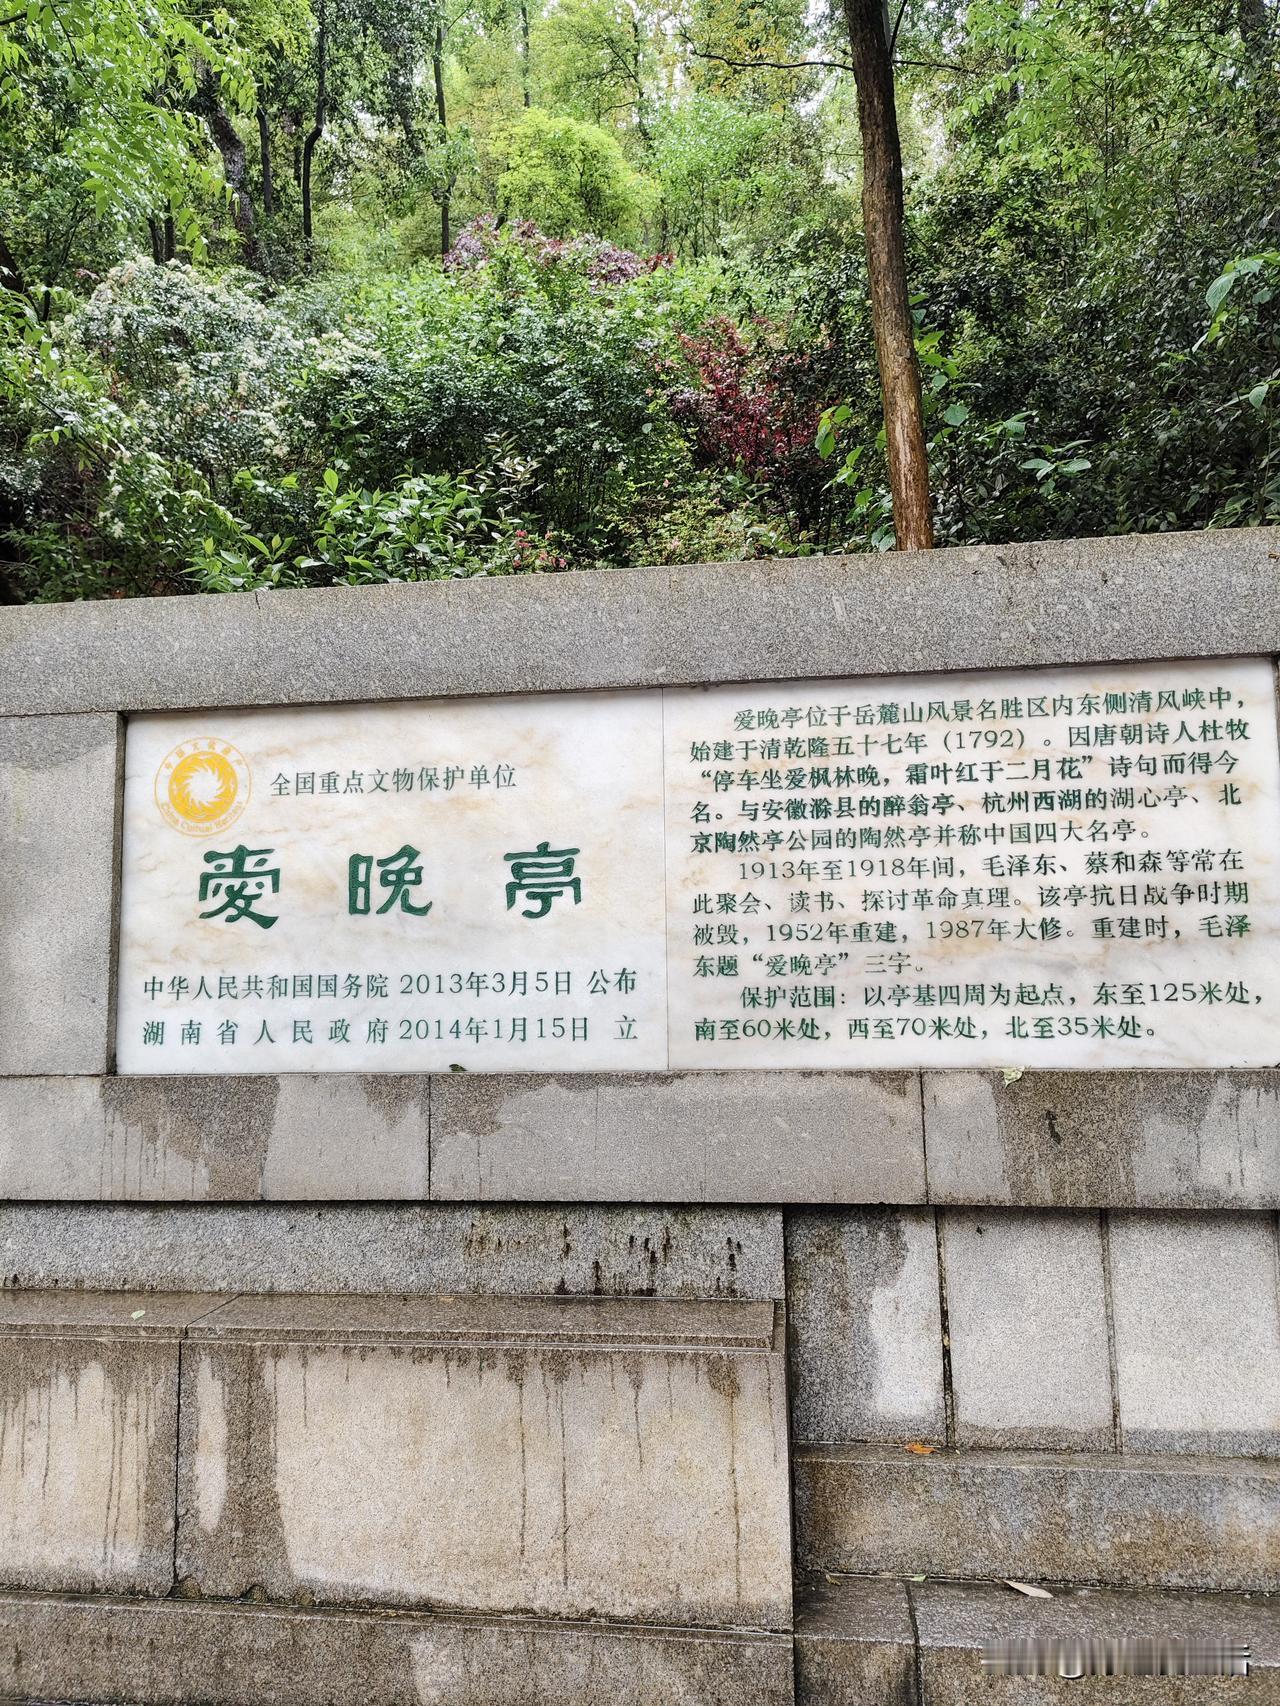 全国重点文物保护单位
愛晚亭
中华人民共和国国务院 2013年3月5日 公布
湖南省人民政府 2014年1月15日 立
爱晚亭位于岳麓山风景名胜区内东侧清风峡中，
始建于清乾隆五十七年（1792）。因唐朝诗人杜牧
“停车坐爱枫林晚，霜叶红于二月花”诗句而得今
名。与安徽滁县的醉翁亭、杭州西湖的湖心亭、北
京陶然亭公园的陶然亭并称中国四大名亭。
1913年至1918年间，毛泽东、蔡和森等常在
此聚会、读书、探讨革命真理。该亭抗日战争时期
被毁，1952年重建，1987年大修。重建时，毛泽
东题“爱晚亭”三字。
保护范围：以亭基四周为起点，东至125米处，
南至60米处，西至70米处，北至35米处。